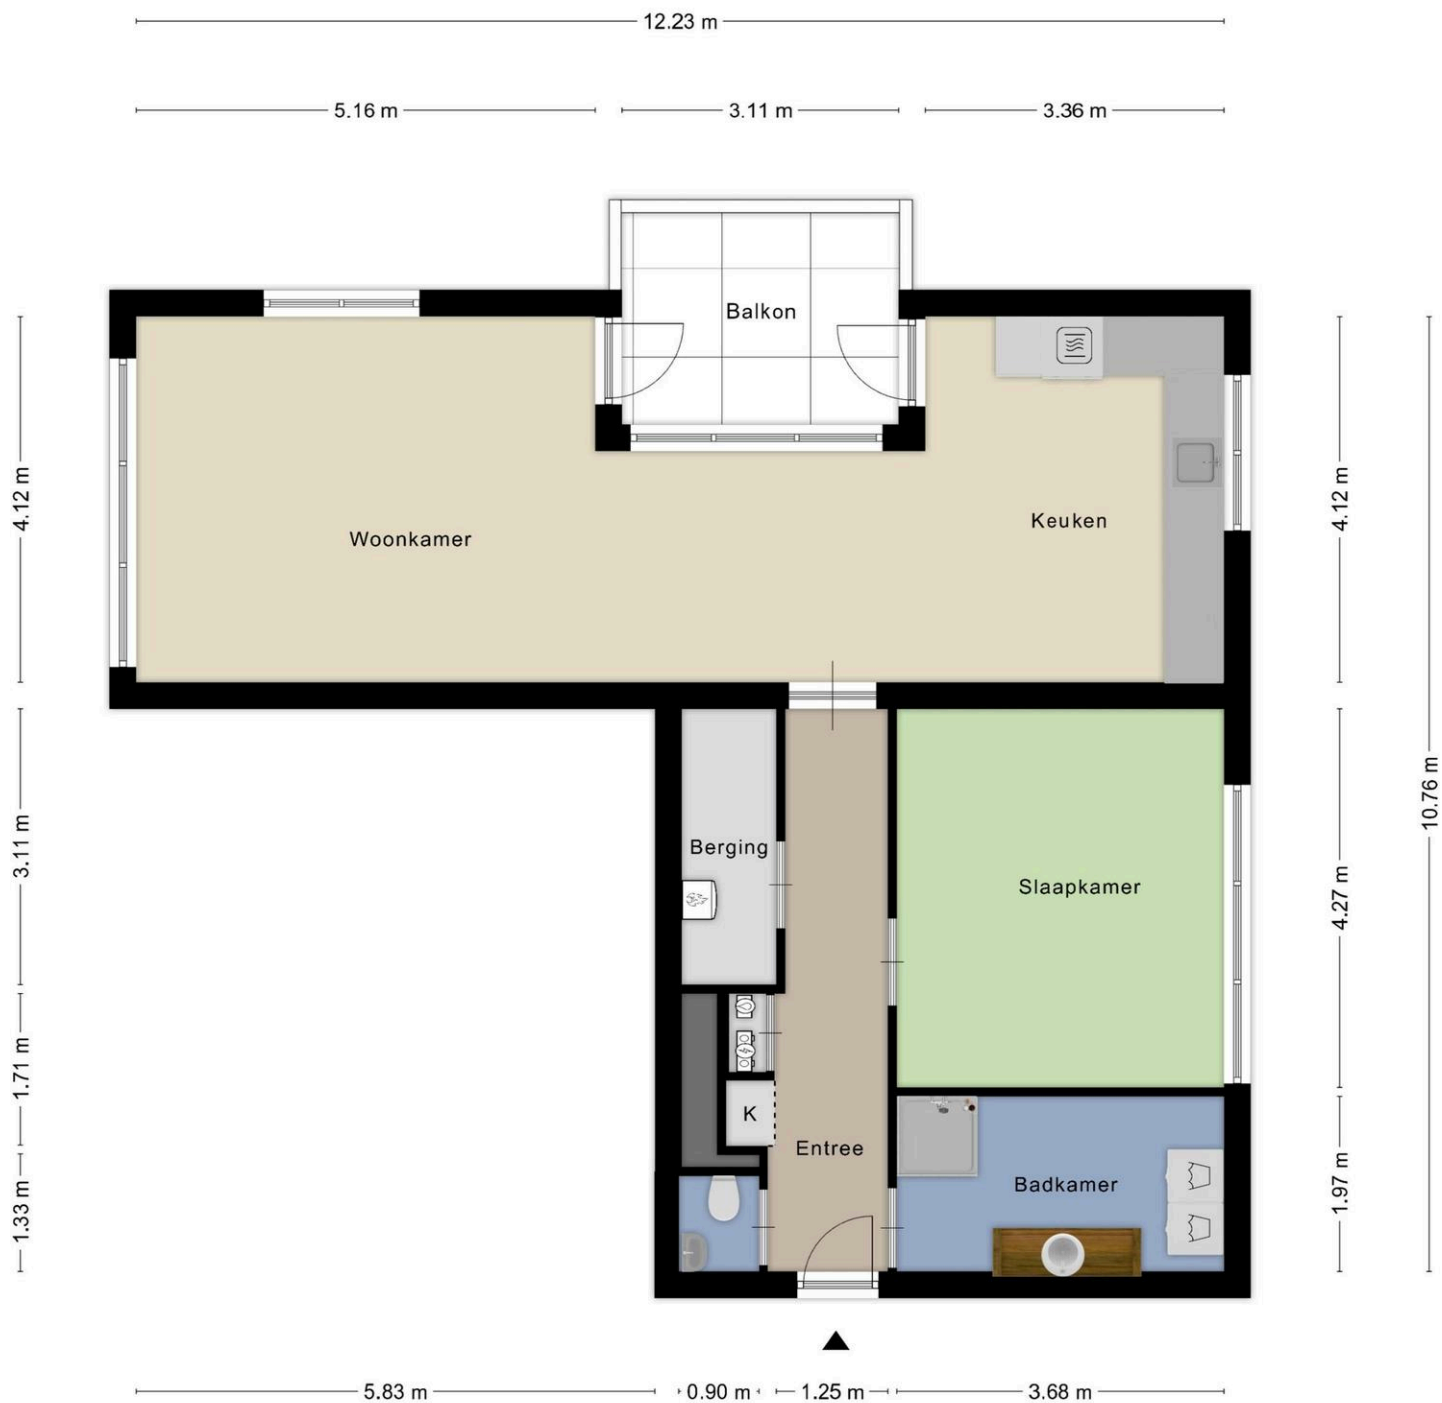 12.23 m
5.16 m
3.11 m
3.36 m
Balkon
4.12 m
Woonkamer
Keuken
4.12 m
10.76 m
3.11 m
Berging
Slaapkamer
4.27 m
1.71 m
K
Entree
1.33 m
Badkamer
1.97 m
5.83 m
0.90 m
1.25 m
3.68 m